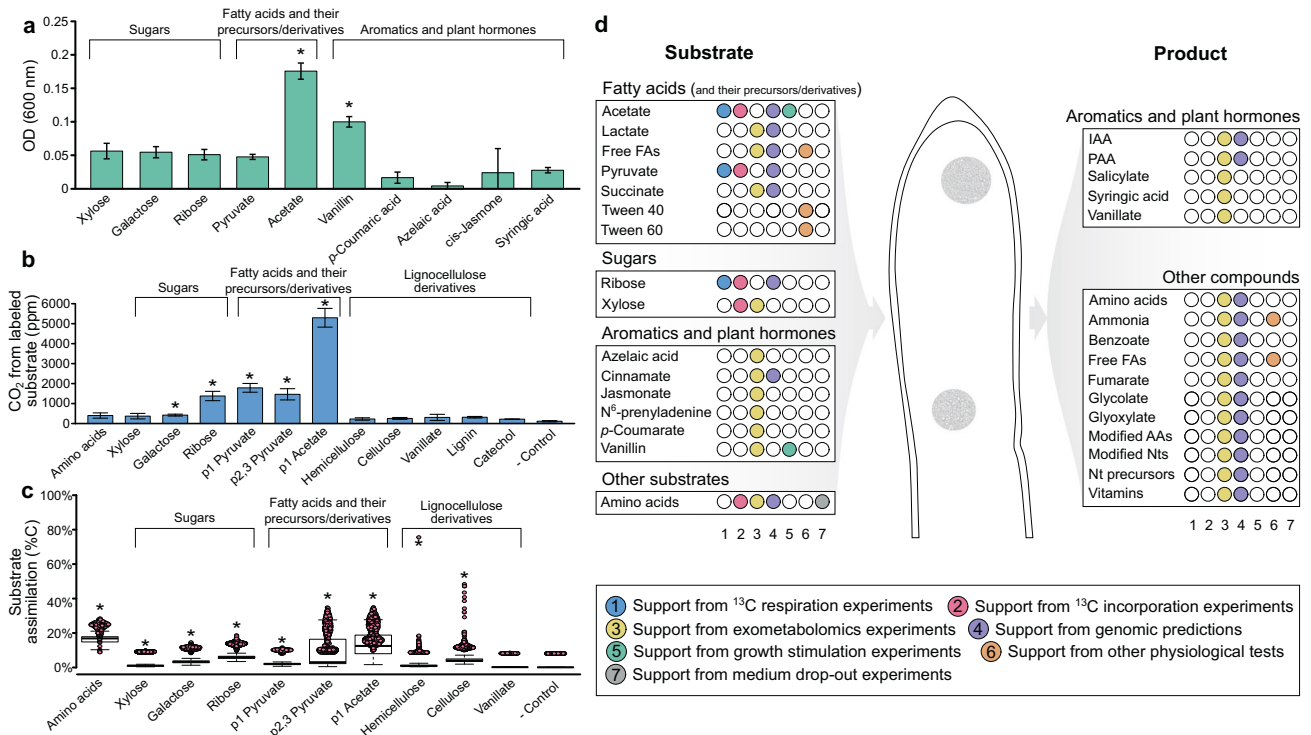 a
Sugars
Fatty acids and their
precursors/derivatives
Aromatics and plant hormones
OD (600 nm)
0.25
0.2
0.15
0.1
0.05
0
*
*
Xylose
Galactose
Ribose
Pyruvate
Acetate
Vanillin
p-Coumaric acid
Azelaic acid
cis-Jasmone
Syringic acid
b
Sugars
Fatty acids and their
precursors/derivatives
Lignocellulose
derivatives
CO2 from labeled
substrate (ppm)
6000
5000
4000
3000
2000
1000
0
* * * * *
Amino acids
Xylose
Galactose
Ribose
p1 Pyruvate
p2,3 Pyruvate
p1 Acetate
Hemicellulose
Cellulose
Vanillate
Lignin
Catechol
- Control
c
Sugars
Fatty acids and their
precursors/derivatives
Lignocellulose
derivatives
Substrate
assimilation (%C)
100%
80%
60%
40%
20%
0%
* * * * * * * * *
Amino acids
Xylose
Galactose
Ribose
p1 Pyruvate
p2,3 Pyruvate
p1 Acetate
Hemicellulose
Cellulose
Vanillate
- Control
d
Substrate
Fatty acids (and their precursors/derivatives)
Acetate
Lactate
Free FAs
Pyruvate
Succinate
Tween 40
Tween 60
Sugars
Ribose
Xylose
Aromatics and plant hormones
Azelaic acid
Cinnamate
Jasmonate
N6-prenyladenine
p-Coumarate
Vanillin
Other substrates
Amino acids
1 2 3 4 5 6 7
Product
Aromatics and plant hormones
IAA
PAA
Salicylate
Syringic acid
Vanillate
Other compounds
Amino acids
Ammonia
Benzoate
Free FAs
Fumarate
Glycolate
Glyoxylate
Modified AAs
Modified Nts
Nt precursors
Vitamins
1 2 3 4 5 6 7
1 Support from 13C respiration experiments
2 Support from 13C incorporation experiments
3 Support from exometabolomics experiments
4 Support from genomic predictions
5 Support from growth stimulation experiments
6 Support from other physiological tests
7 Support from medium drop-out experiments